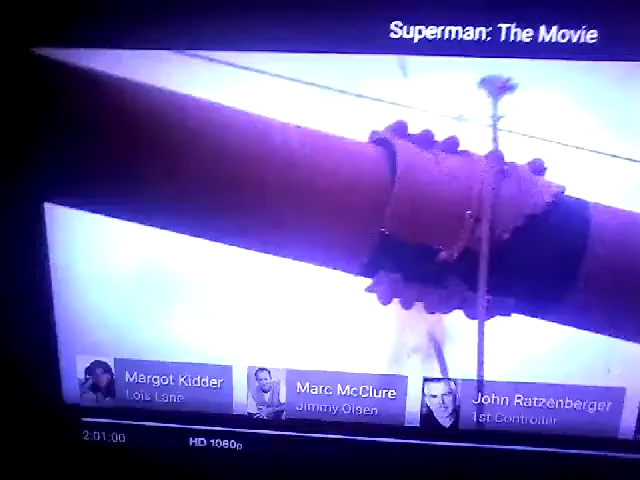 Superman: The Movie
Margot Kidder
Lois Lane
Marc McClure
Jimmy Olsen
John Ratzenberger
1st Controller
2:01:00
HD 1080p